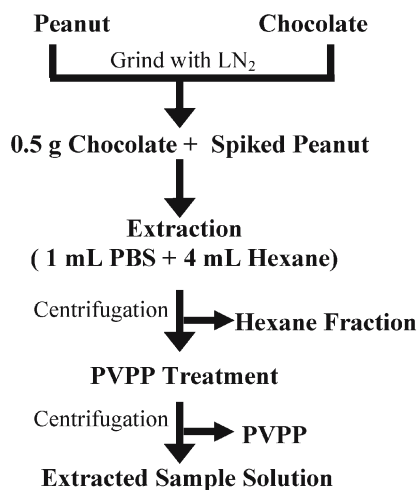 Peanut Chocolate
Grind with LN₂
0.5 g Chocolate + Spiked Peanut
Extraction
( 1 mL PBS + 4 mL Hexane)
Centrifugation
Hexane Fraction
PVPP Treatment
Centrifugation
PVPP
Extracted Sample Solution